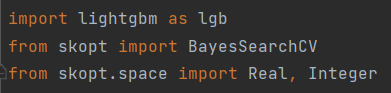 import lightgbm as lgb
from skopt import BayesSearchCV
from skopt.space import Real, Integer